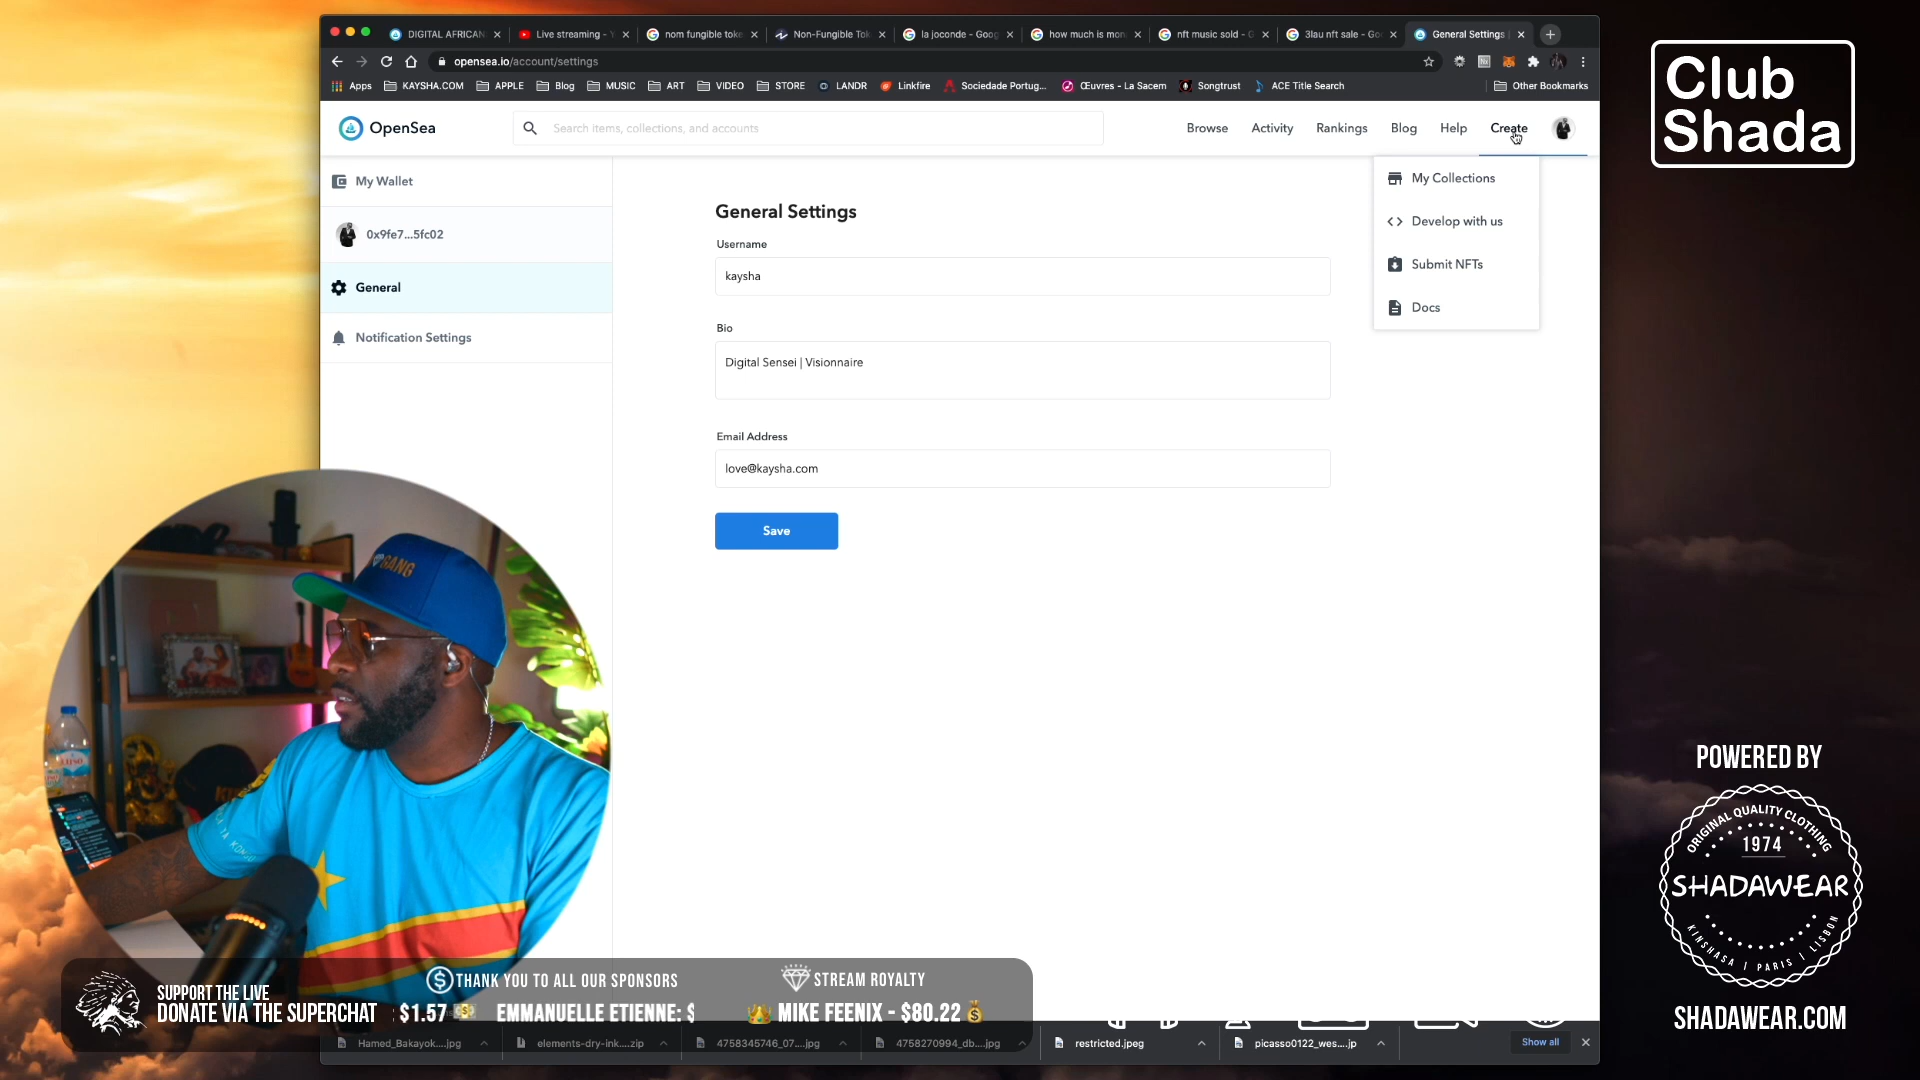 DIGITAL AFRICAN
Live streaming - Y
nom fungible toke
Non-Fungible Tok
la joconde - Goog
how much is mon
nft music sold - G
3lau nft sale - Go
General Settings
opensea.io/account/settings
Apps
KAYSHA.COM
APPLE
Blog
MUSIC
ART
VIDEO
STORE
LANDR
Linkfire
Sociedade Portug...
Œuvres - La Sacem
Songtrust
ACE Title Search
Other Bookmarks
OpenSea
Search items, collections, and accounts
Browse
Activity
Rankings
Blog
Help
Create
My Collections
Develop with us
Submit NFTs
Docs
My Wallet
0x9fe7...5fc02
General
Notification Settings
General Settings
Username
kaysha
Bio
Digital Sensei | Visionnaire
Email Address
love@kaysha.com
Save
Club
Shada
GANG
POWERED BY
ORIGINAL QUALITY CLOTHING
1974
SHADAWEAR
KINSHASA | PARIS | LISBON
SHADAWEAR.COM
SUPPORT THE LIVE
DONATE VIA THE SUPERCHAT
THANK YOU TO ALL OUR SPONSORS
: $1.57
EMMANUELLE ETIENNE: $
STREAM ROYALTY
MIKE FEENIX - $80.22
Hamed_Bakayok....jpg
elements-dry-ink....zip
4758345746_07....jpg
4758270994_db....jpg
restricted.jpeg
picasso0122_wes....jp
Show all